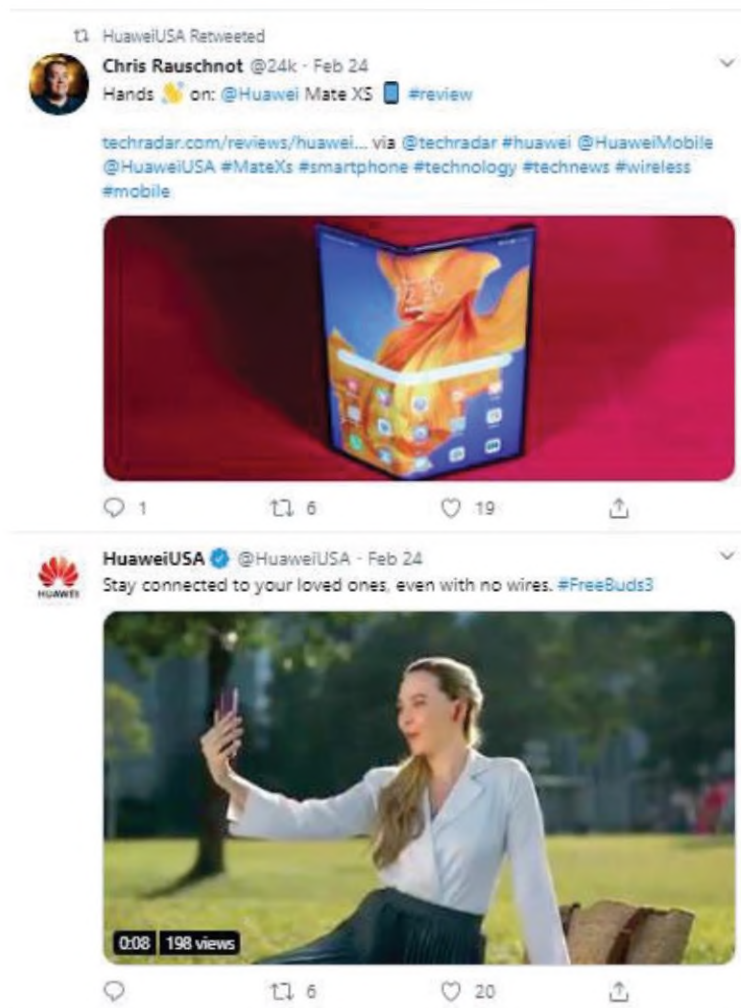 HuaweiUSA Retweeted
Chris Rauschnot @24k · Feb 24
Hands 👋 on: @Huawei Mate XS 📱 #review
techradar.com/reviews/huawei... via @techradar #huawei @HuaweiMobile
@HuaweiUSA #MateXs #smartphone #technology #technews #wireless
#mobile
1 6 19
HuaweiUSA @HuaweiUSA · Feb 24
HUAWEI
Stay connected to your loved ones, even with no wires. #FreeBuds3
0:08 198 views
6 20